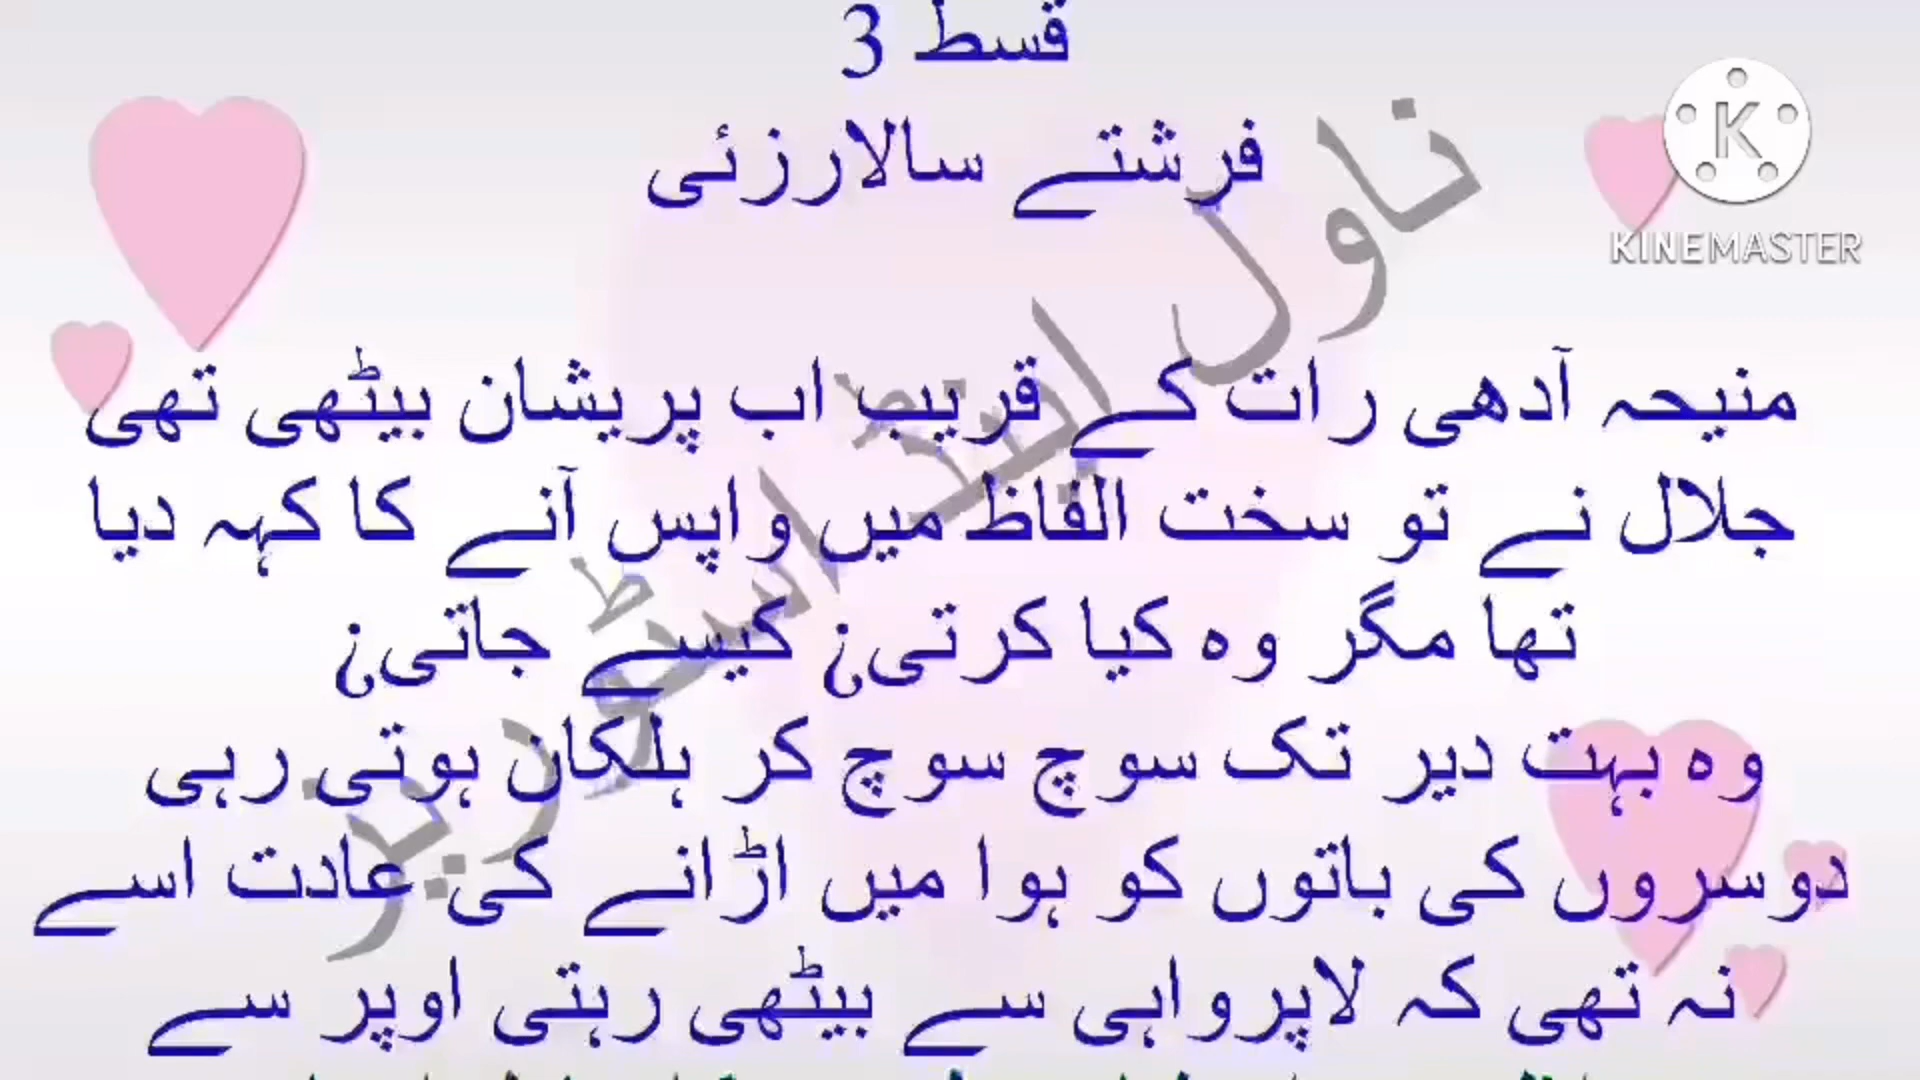 قسط 3
فرشتے سالارزئی
ناول اینڈ اسٹوریز
KINEMASTER
منیحہ آدھی رات کے قریب اب پریشان بیٹھی تھی
جلال نے تو سخت الفاظ میں واپس آنے کا کہہ دیا
تھا مگر وہ کیا کرتی¿ کیسے جاتی¿
وہ بہت دیر تک سوچ سوچ کر ہلکان ہوتی رہی
دوسروں کی باتوں کو ہوا میں اڑانے کی عادت اسے
نہ تھی کہ لاپرواہی سے بیٹھی رہتی اوپر سے